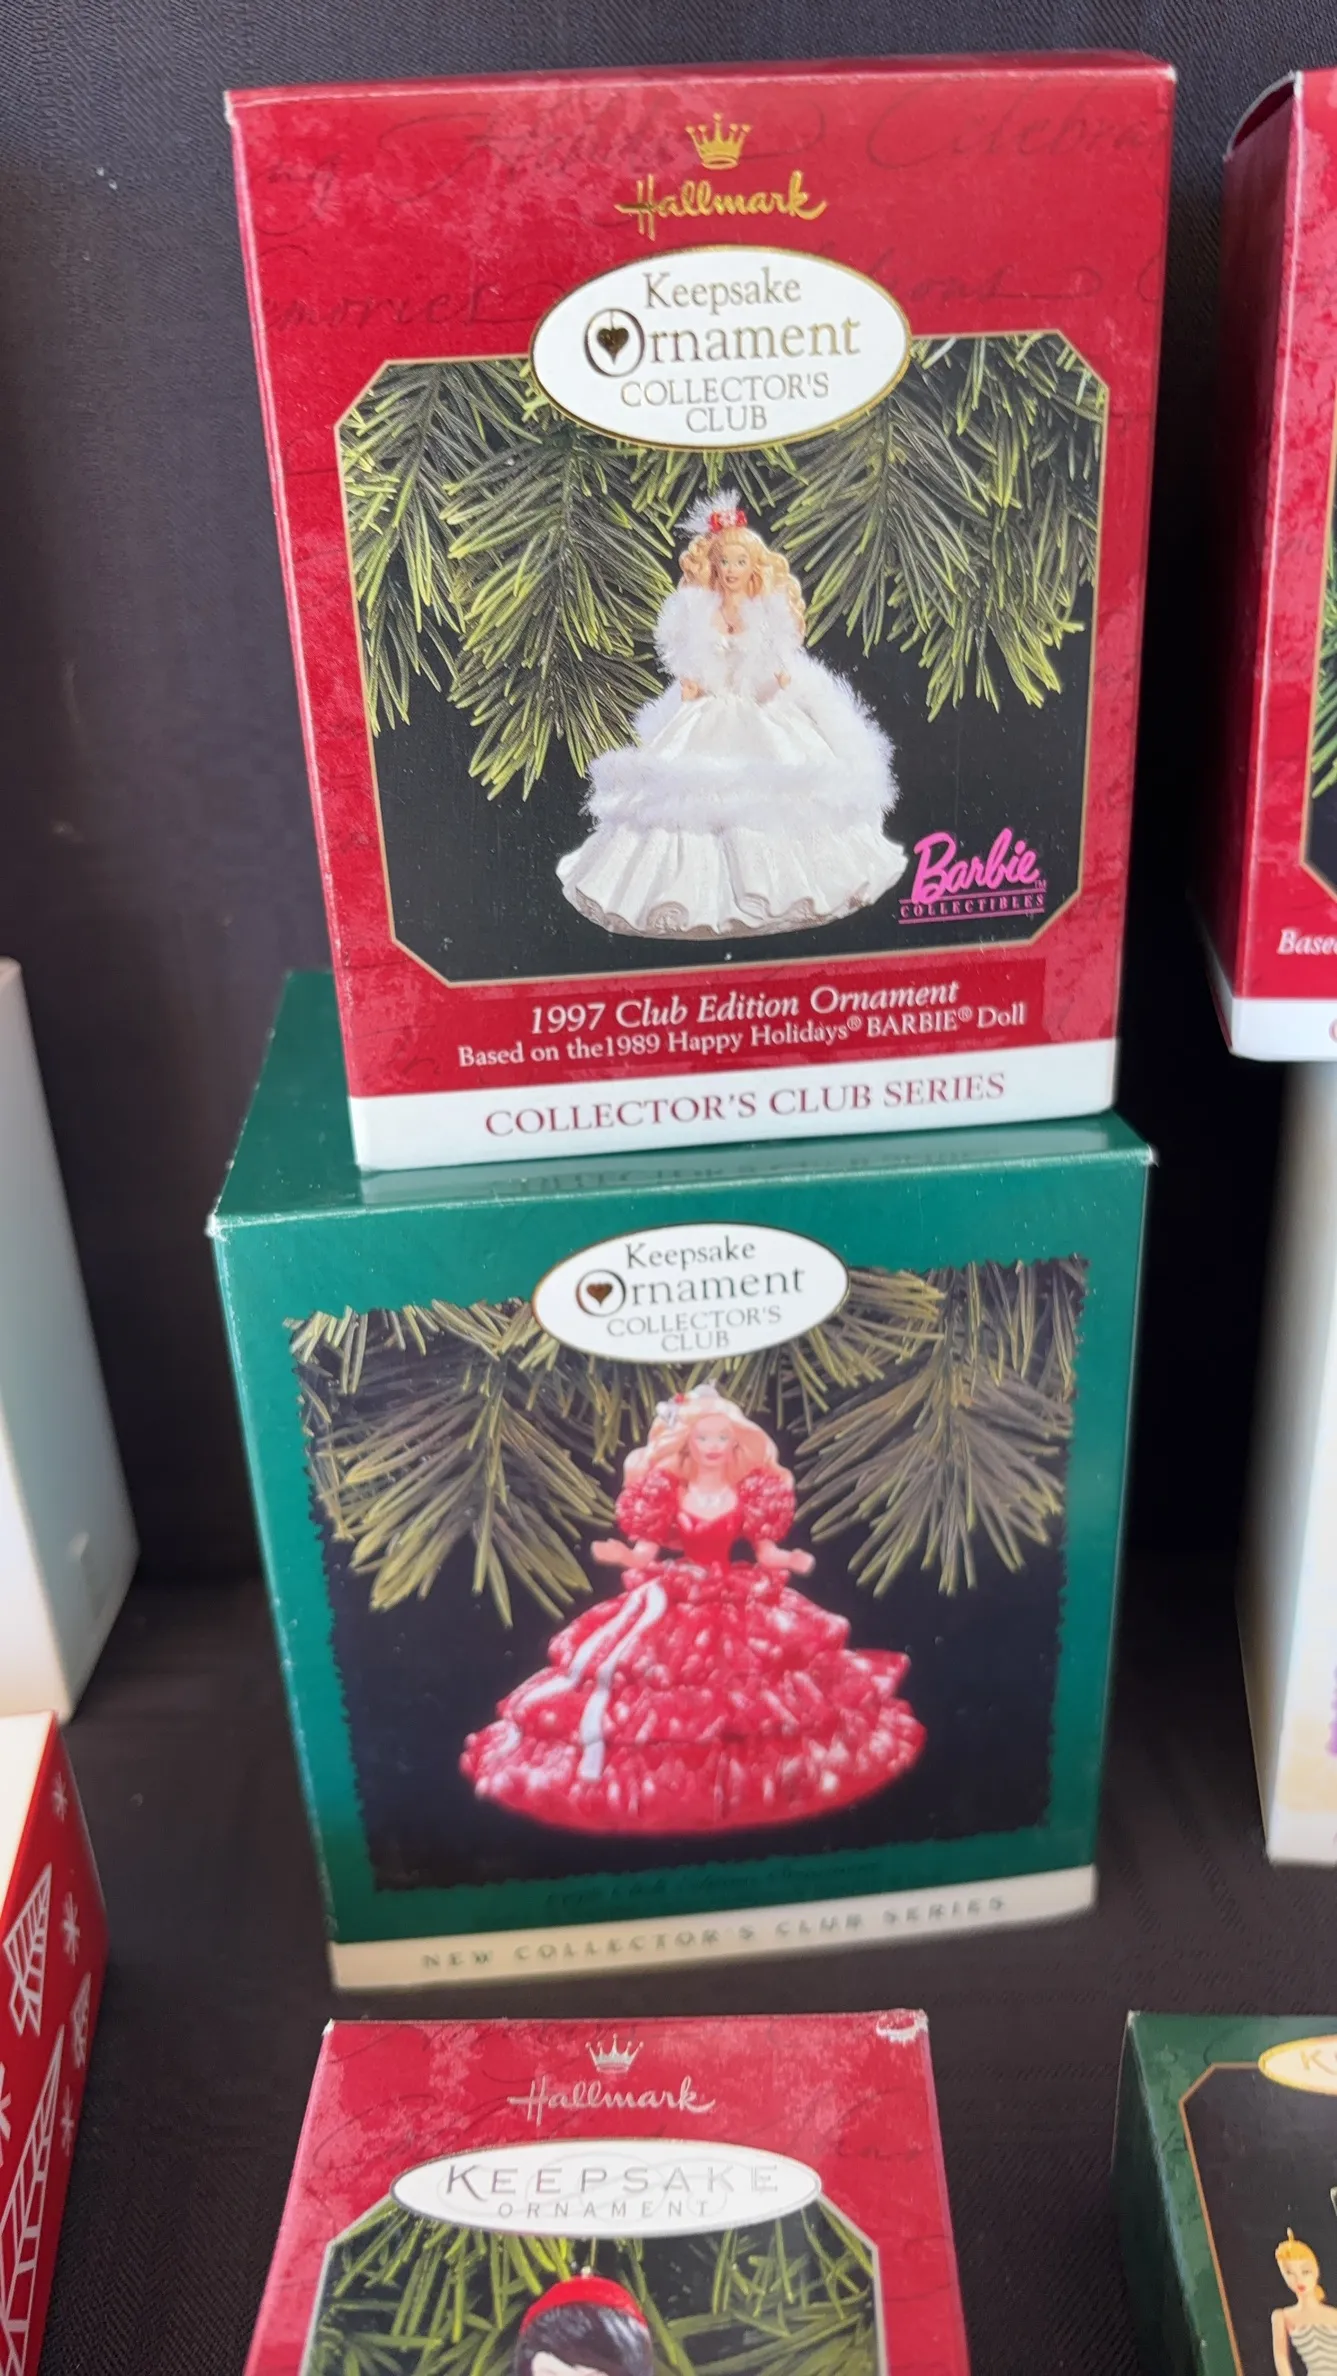 Hallmark
Keepsake
Ornament
COLLECTOR'S
CLUB
Barbie™
COLLECTIBLES
1997 Club Edition Ornament
Based on the1989 Happy Holidays® BARBIE® Doll
COLLECTOR'S CLUB SERIES
Keepsake
Ornament
COLLECTOR'S
CLUB
NEW COLLECTOR'S CLUB SERIES
Hallmark
KEEPSAKE
ORNAMENT